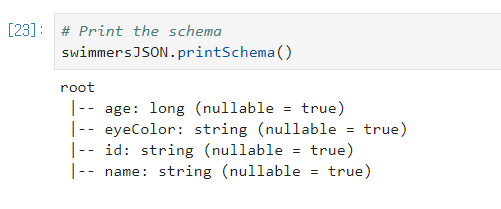 [23]: # Print the schema
swimmersJSON.printSchema()
root
 |-- age: long (nullable = true)
 |-- eyeColor: string (nullable = true)
 |-- id: string (nullable = true)
 |-- name: string (nullable = true)